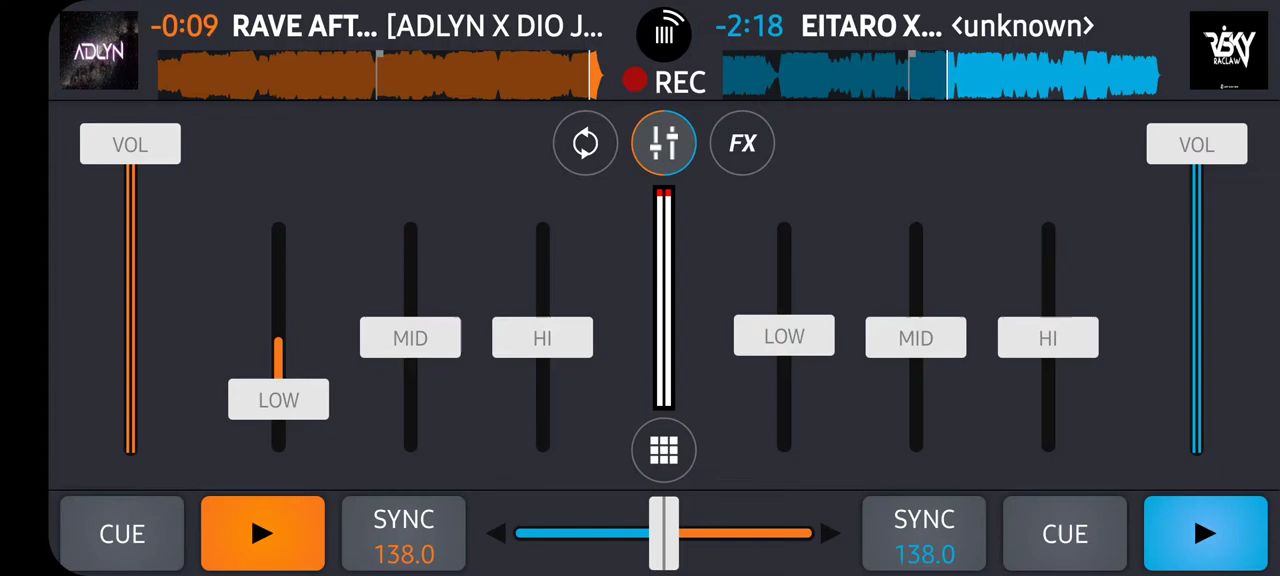 ADLYN
-0:09 RAVE AFT... [ADLYN X DIO J...
REC
-2:18 EITARO X... <unknown>
RISKY
RACLAW
VOL
FX
VOL
LOW
MID
HI
LOW
MID
HI
CUE
SYNC
138.0
SYNC
138.0
CUE